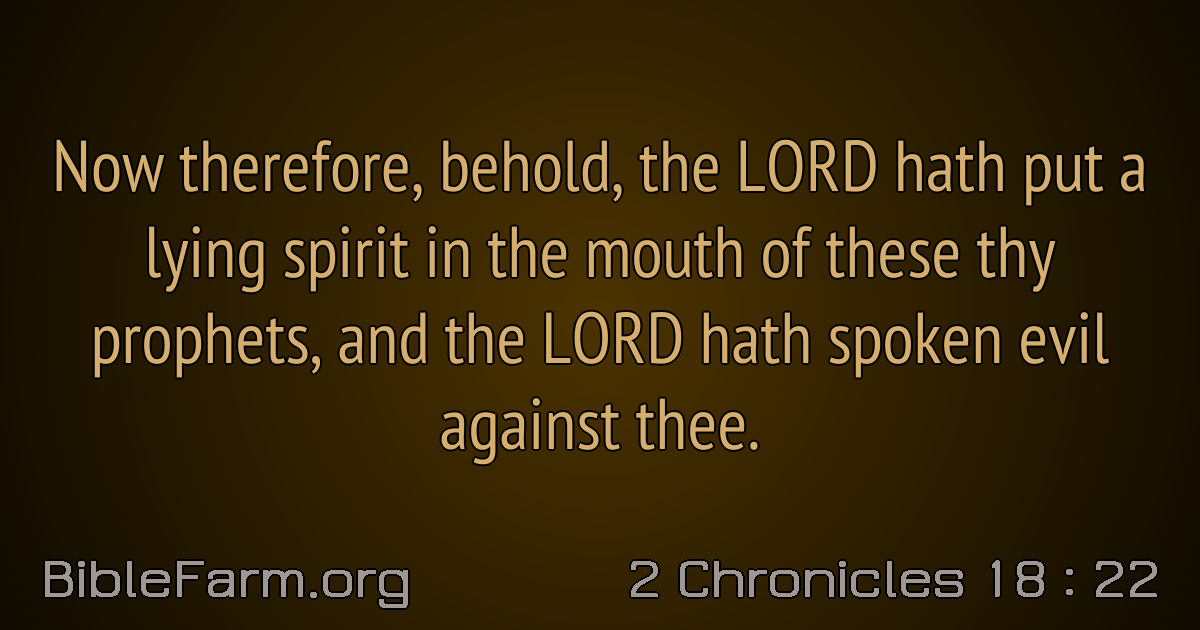 Now therefore, behold, the LORD hath put a
lying spirit in the mouth of these thy
prophets, and the LORD hath spoken evil
against thee.
BibleFarm.org
2 Chronicles 18 : 22